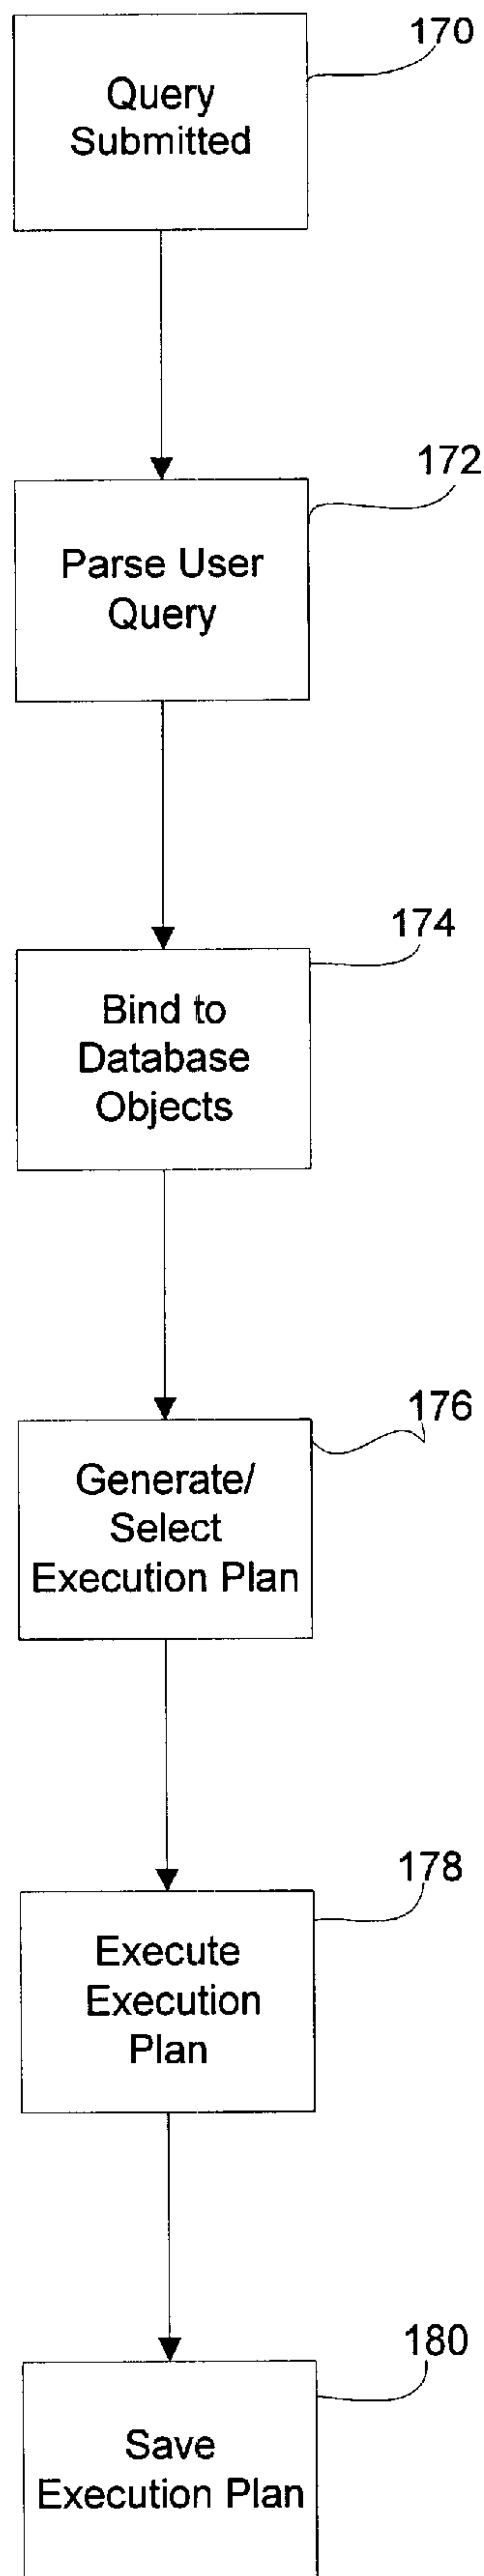 170
Query
Submitted
172
Parse User
Query
174
Bind to
Database
Objects
176
Generate/
Select
Execution Plan
178
Execute
Execution
Plan
180
Save
Execution Plan